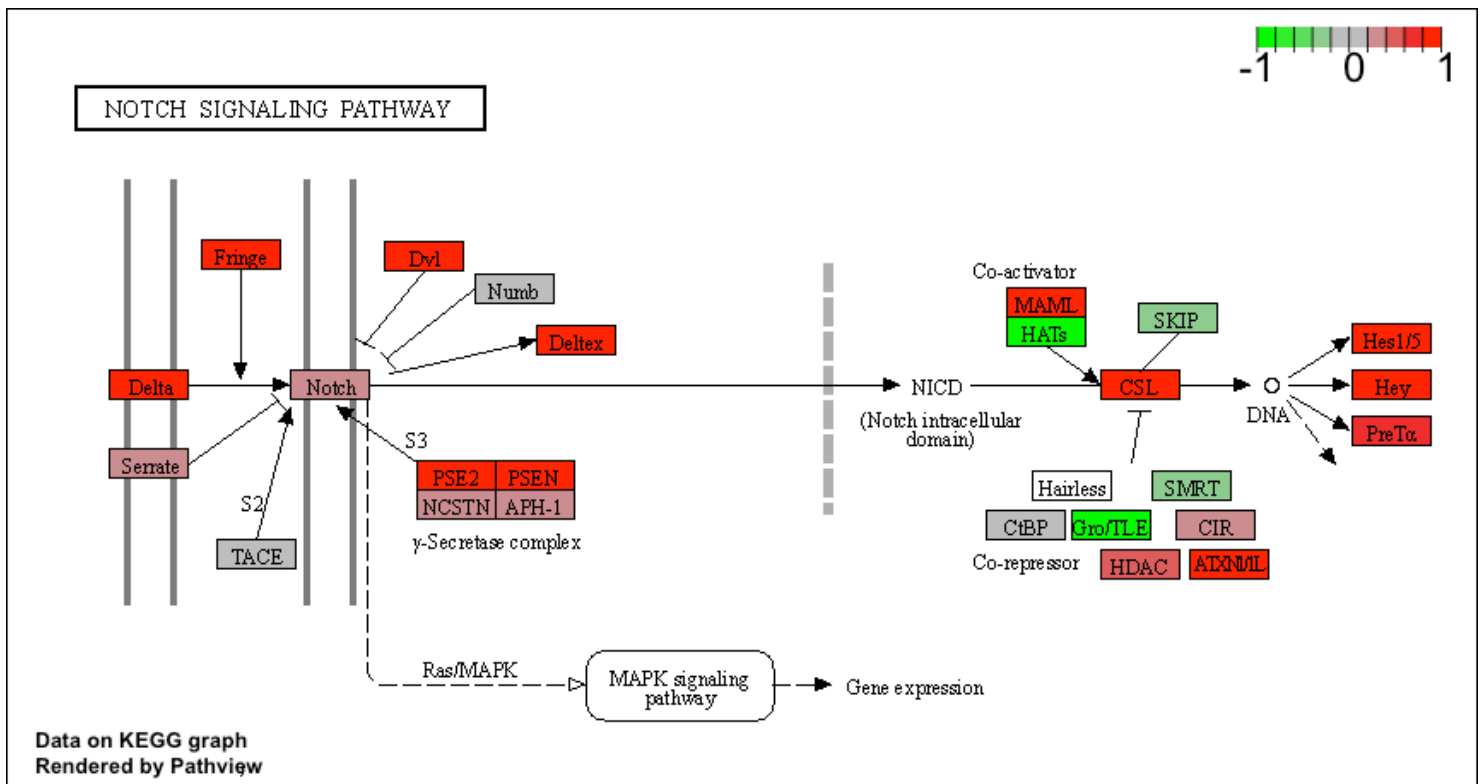 -1 0 1
NOTCH SIGNALING PATHWAY
Fringe
Dvl
Numb
Deltex
Delta
Notch
Serrate
S2
TACE
S3
PSE2 PSEN
NCSTN APH-1
γ-Secretase complex
NICD
(Notch intracellular
domain)
Co-activator
MAML
HATs
SKIP
CSL
DNA
Hes1/5
Hey
PreTα
Hairless
SMRT
CtBP
Gro/TLE
CIR
Co-repressor
HDAC
ATXN1/1L
Ras/MAPK
MAPK signaling
pathway
Gene expression
Data on KEGG graph
Rendered by Pathview